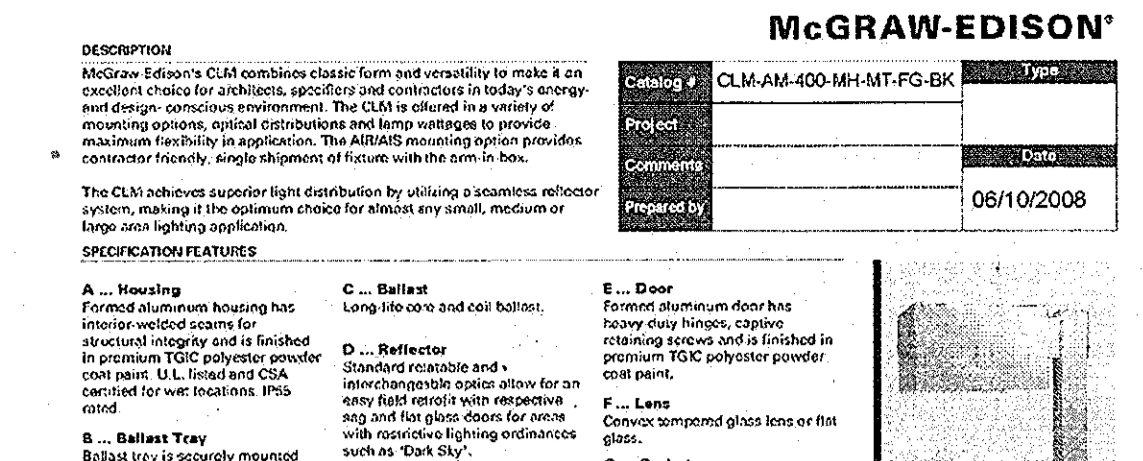 McGRAW-EDISON®
DESCRIPTION
McGraw-Edison's CLM combines classic form and versatility to make it an
excellent choice for architects, specifiers and contractors in today's energy-
and design- conscious environment. The CLM is offered in a variety of
mounting options, optical distributions and lamp wattages to provide
maximum flexibility in application. The AIR/AIS mounting option provides
contractor friendly, single shipment of fixture with the arm-in-box.
The CLM achieves superior light distribution by utilizing a seamless reflector
system, making it the optimum choice for almost any small, medium or
large area lighting application.
Catalog # CLM-AM-400-MH-MT-FG-BK Type
Project
Comments Date
Prepared by 06/10/2008
SPECIFICATION FEATURES
A ... Housing
Formed aluminum housing has
interior-welded seams for
structural integrity and is finished
in premium TGIC polyester powder
coat paint. U.L. listed and CSA
certified for wet locations. IP65
rated.
B ... Ballast Tray
Ballast tray is securely mounted
C ... Ballast
Long-life core and coil ballast.
D ... Reflector
Standard rotatable and
interchangeable optics allow for an
easy field retrofit with respective
sag and flat glass doors for areas
with restrictive lighting ordinances
such as "Dark Sky".
E ... Door
Formed aluminum door has
heavy-duty hinges, captive
retaining screws and is finished in
premium TGIC polyester powder
coat paint.
F ... Lens
Convex tempered glass lens or flat
glass.